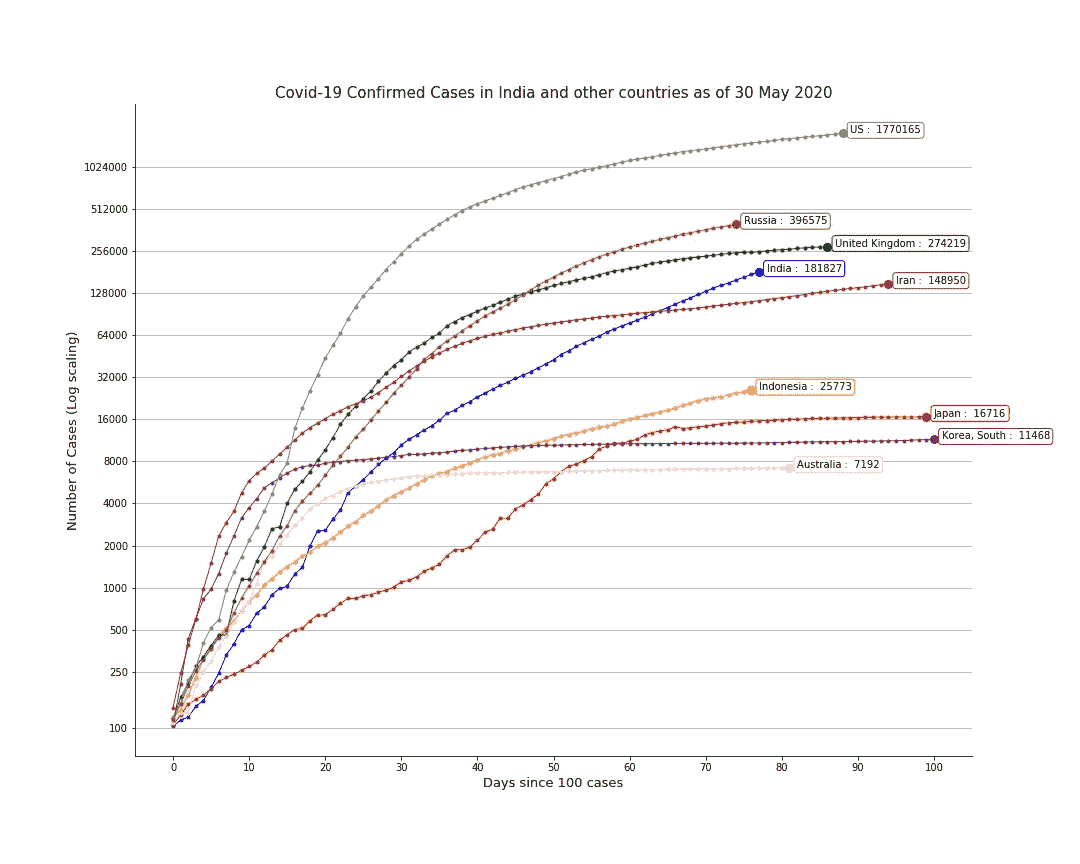 Covid-19 Confirmed Cases in India and other countries as of 30 May 2020
Number of Cases (Log scaling)
1024000
512000
256000
128000
64000
32000
16000
8000
4000
2000
1000
500
250
100
US : 1770165
Russia : 396575
United Kingdom : 274219
India : 181827
Iran : 148950
Indonesia : 25773
Japan : 16716
Korea, South : 11468
Australia : 7192
0 10 20 30 40 50 60 70 80 90 100
Days since 100 cases